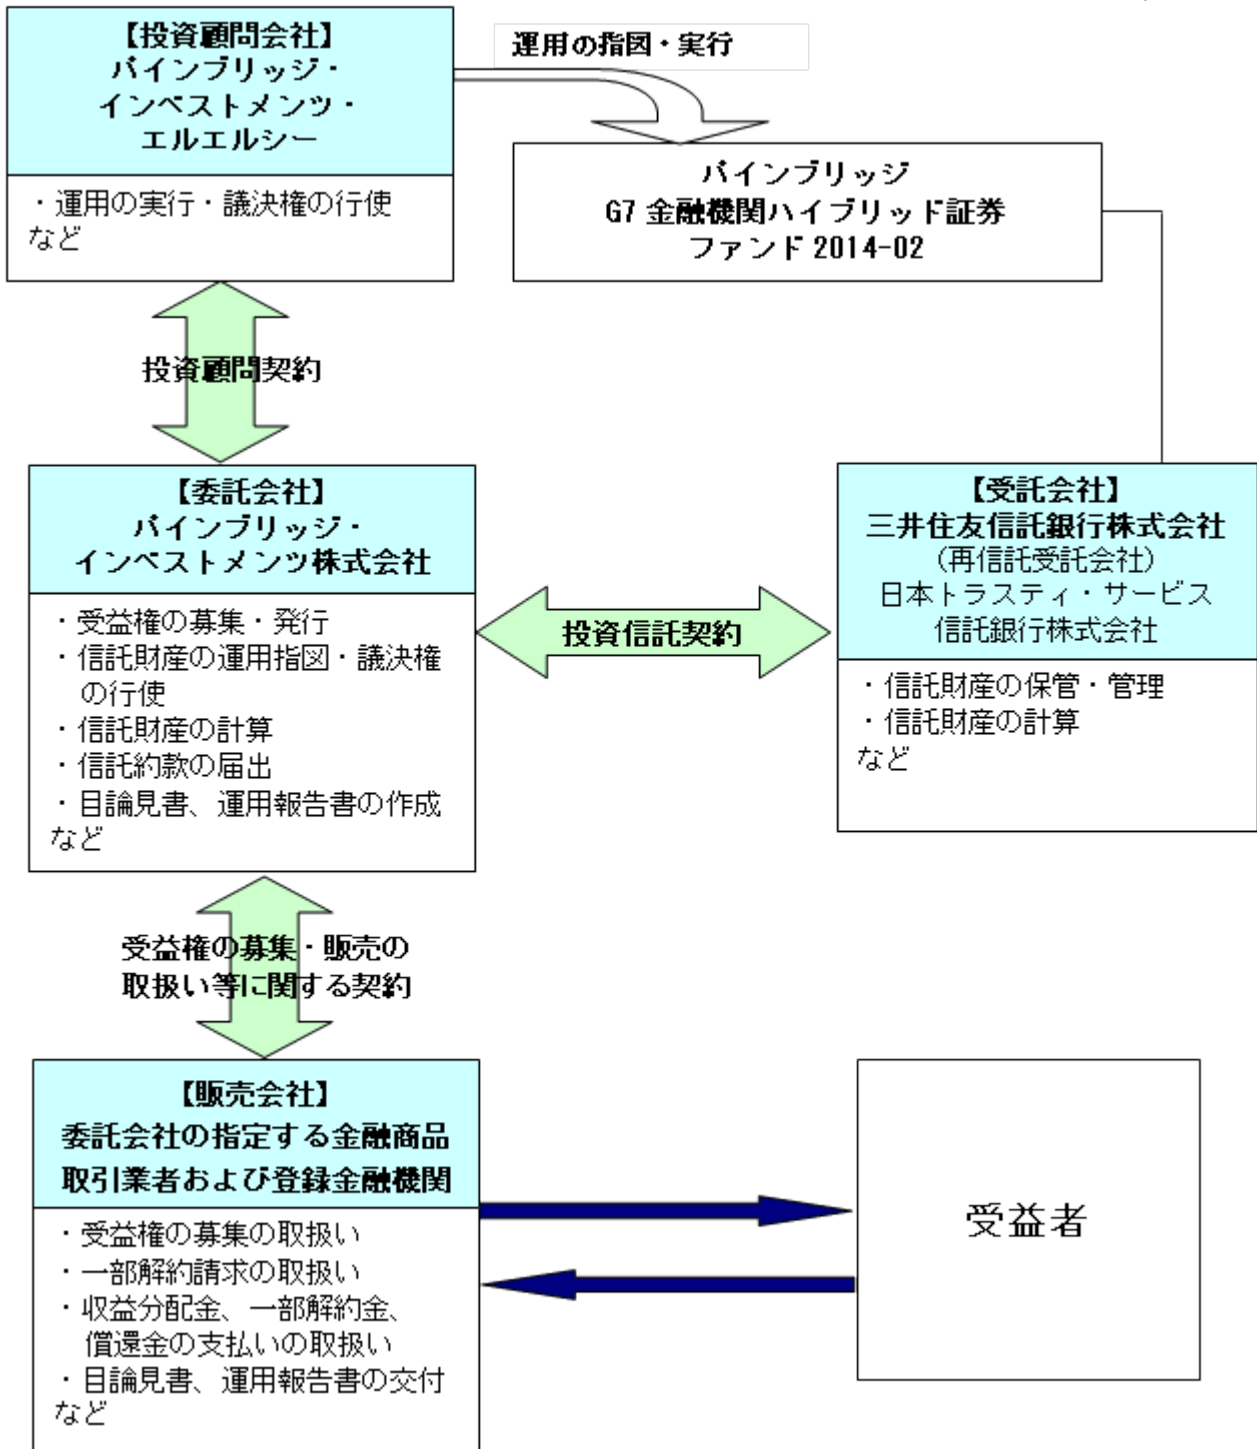 【投資顧問会社】
パインブリッジ・
インベストメンツ・
エルエルシー
・運用の実行・議決権の行使
など
運用の指図・実行
パインブリッジ
G7 金融機関ハイブリッド証券
ファンド 2014-02
投資顧問契約
【委託会社】
パインブリッジ・
インベストメンツ株式会社
・受益権の募集・発行
・信託財産の運用指図・議決権
の行使
・信託財産の計算
・信託約款の届出
・目論見書、運用報告書の作成
など
投資信託契約
【受託会社】
三井住友信託銀行株式会社
（再信託受託会社）
日本トラスティ・サービス
信託銀行株式会社
・信託財産の保管・管理
・信託財産の計算
など
受益権の募集・販売の
取扱い等に関する契約
【販売会社】
委託会社の指定する金融商品
取引業者および登録金融機関
・受益権の募集の取扱い
・一部解約請求の取扱い
・収益分配金、一部解約金、
償還金の支払いの取扱い
・目論見書、運用報告書の交付
など
受益者